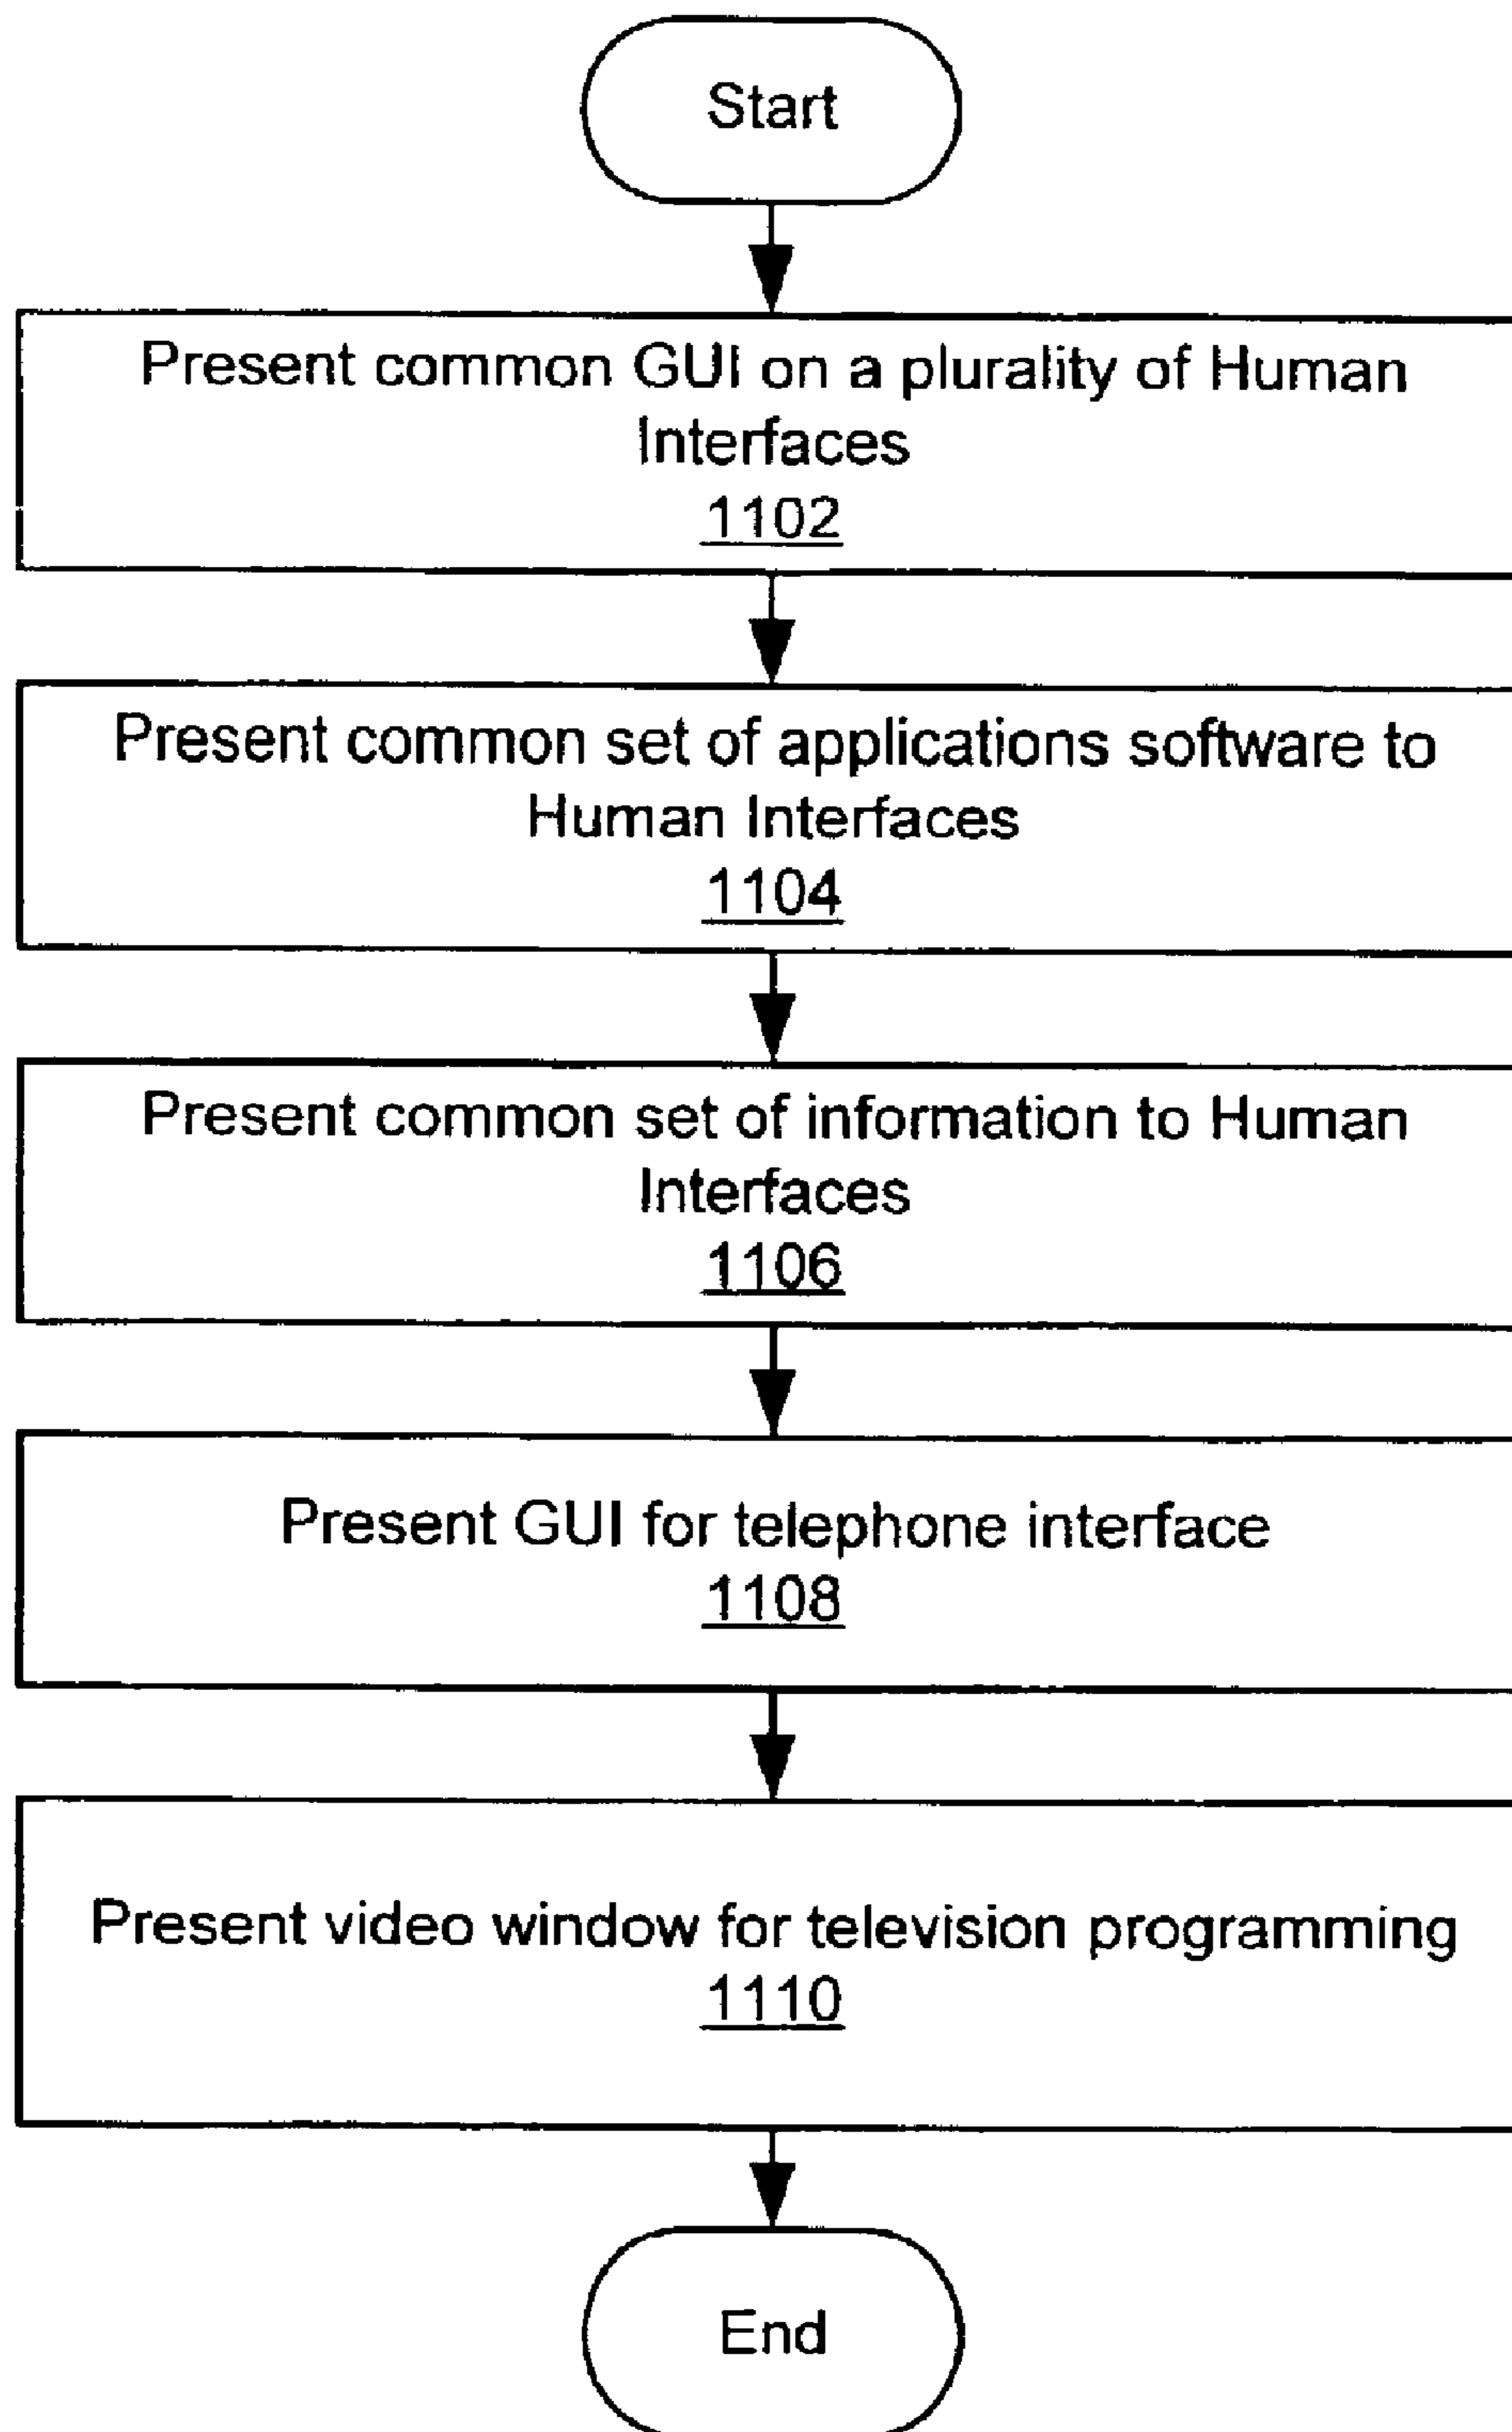 Start
Present common GUI on a plurality of Human
Interfaces
1102
Present common set of applications software to
Human Interfaces
1104
Present common set of information to Human
Interfaces
1106
Present GUI for telephone interface
1108
Present video window for television programming
1110
End